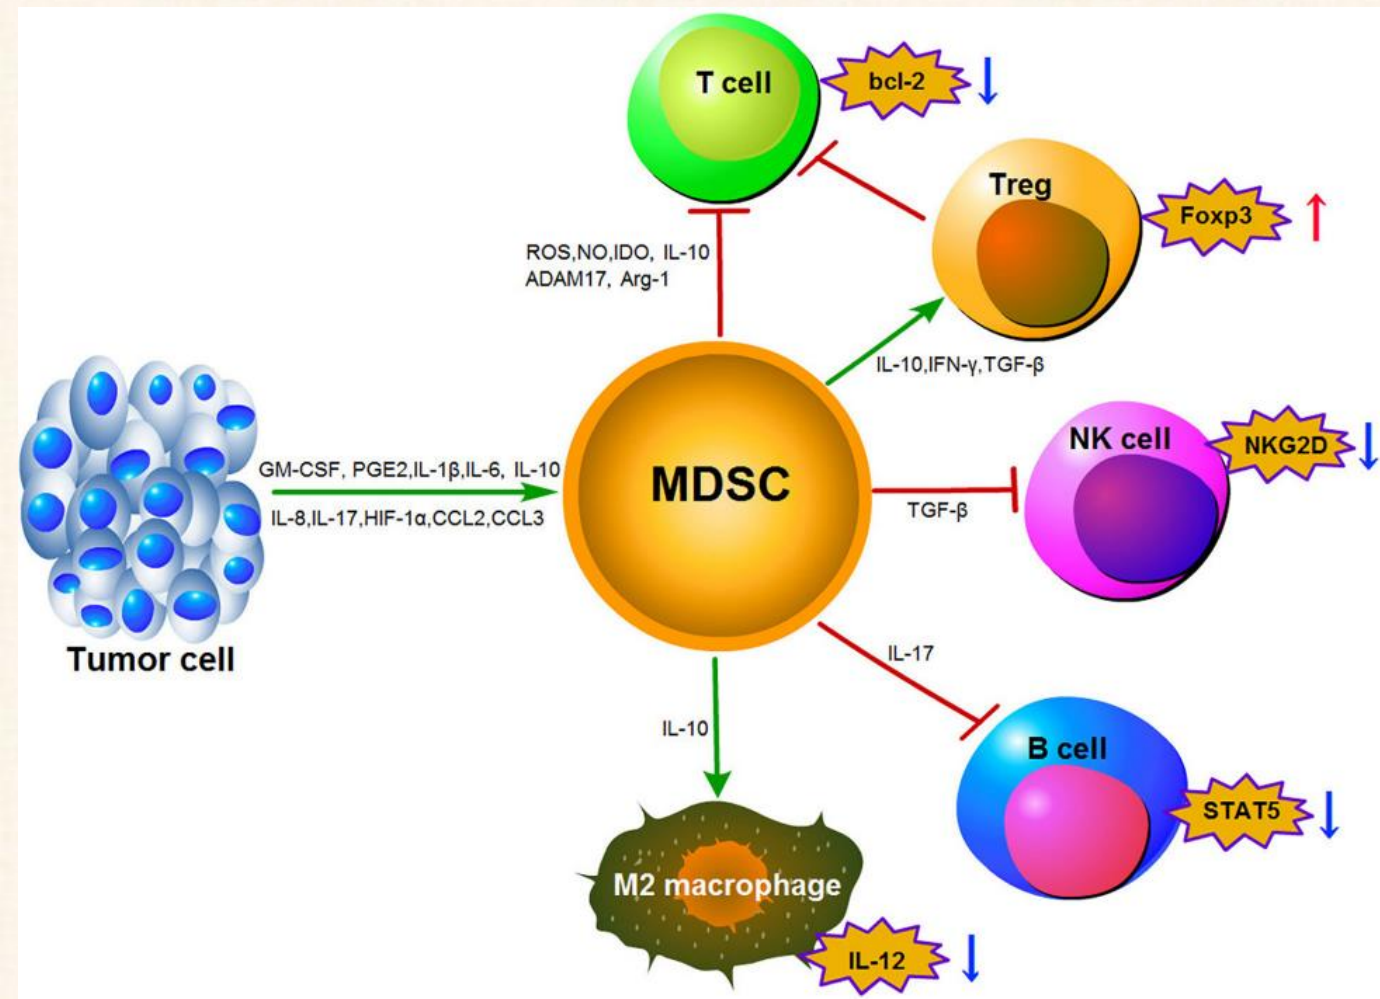 T cell
bcl-2
Treg
Foxp3
ROS,NO,IDO, IL-10
ADAM17, Arg-1
IL-10,IFN-γ,TGF-β
NK cell
NKG2D
GM-CSF, PGE2,IL-1β,IL-6, IL-10
IL-8,IL-17,HIF-1α,CCL2,CCL3
MDSC
TGF-β
Tumor cell
IL-17
IL-10
B cell
STAT5
M2 macrophage
IL-12